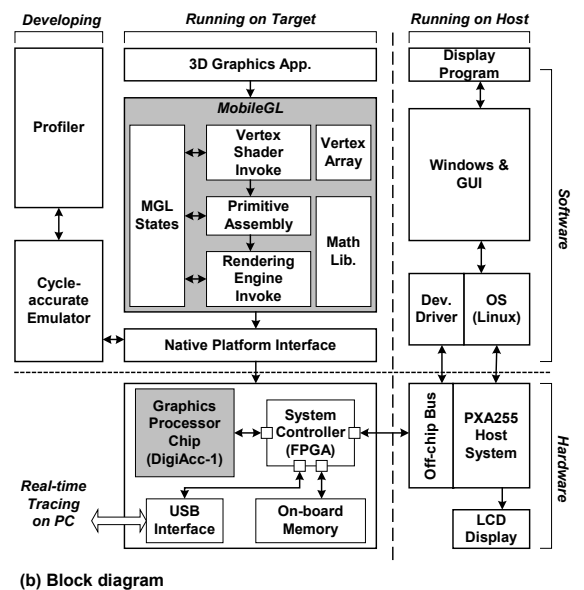 Developing
Running on Target
Running on Host
Profiler
Cycle-
accurate
Emulator
3D Graphics App.
MobileGL
MGL
States
Vertex
Shader
Invoke
Vertex
Array
Primitive
Assembly
Math
Lib.
Rendering
Engine
Invoke
Native Platform Interface
Display
Program
Windows &
GUI
Dev.
Driver
OS
(Linux)
Software
Graphics
Processor
Chip
(DigiAcc-1)
System
Controller
(FPGA)
USB
Interface
On-board
Memory
Real-time
Tracing
on PC
Off-chip Bus
PXA255
Host
System
LCD
Display
Hardware
(b) Block diagram